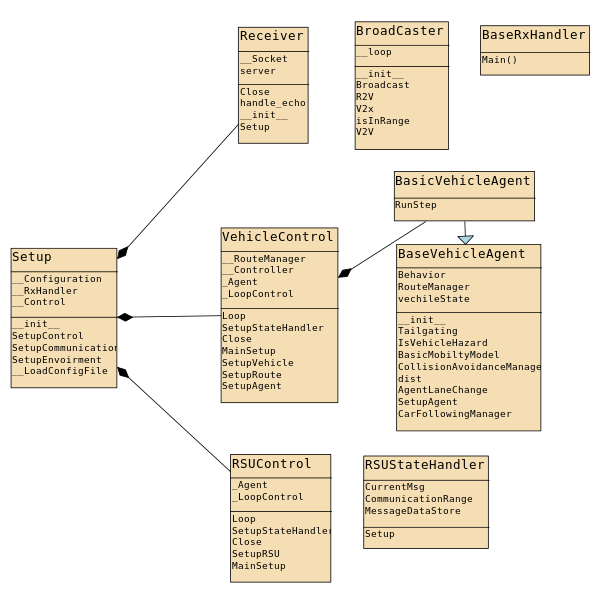 Receiver
__Socket
server
Close
handle_echo
__init__
Setup
BroadCaster
__loop
__init__
Broadcast
R2V
V2x
isInRange
V2V
BaseRxHandler
Main()
BasicVehicleAgent
RunStep
VehicleControl
__RouteManager
__Controller
_Agent
_LoopControl
Loop
SetupStateHandler
Close
MainSetup
SetupVehicle
SetupRoute
SetupAgent
BaseVehicleAgent
Behavior
RouteManager
vechileState
__init__
Tailgating
IsVehicleHazard
BasicMobiltyModel
CollisionAvoidanceManage
dist
AgentLaneChange
SetupAgent
CarFollowingManager
Setup
__Configuration
__RxHandler
__Control
__init__
SetupControl
SetupCommunication
SetupEnvoirment
__LoadConfigFile
RSUControl
_Agent
_LoopControl
Loop
SetupStateHandler
Close
SetupRSU
MainSetup
RSUStateHandler
CurrentMsg
CommunicationRange
MessageDataStore
Setup